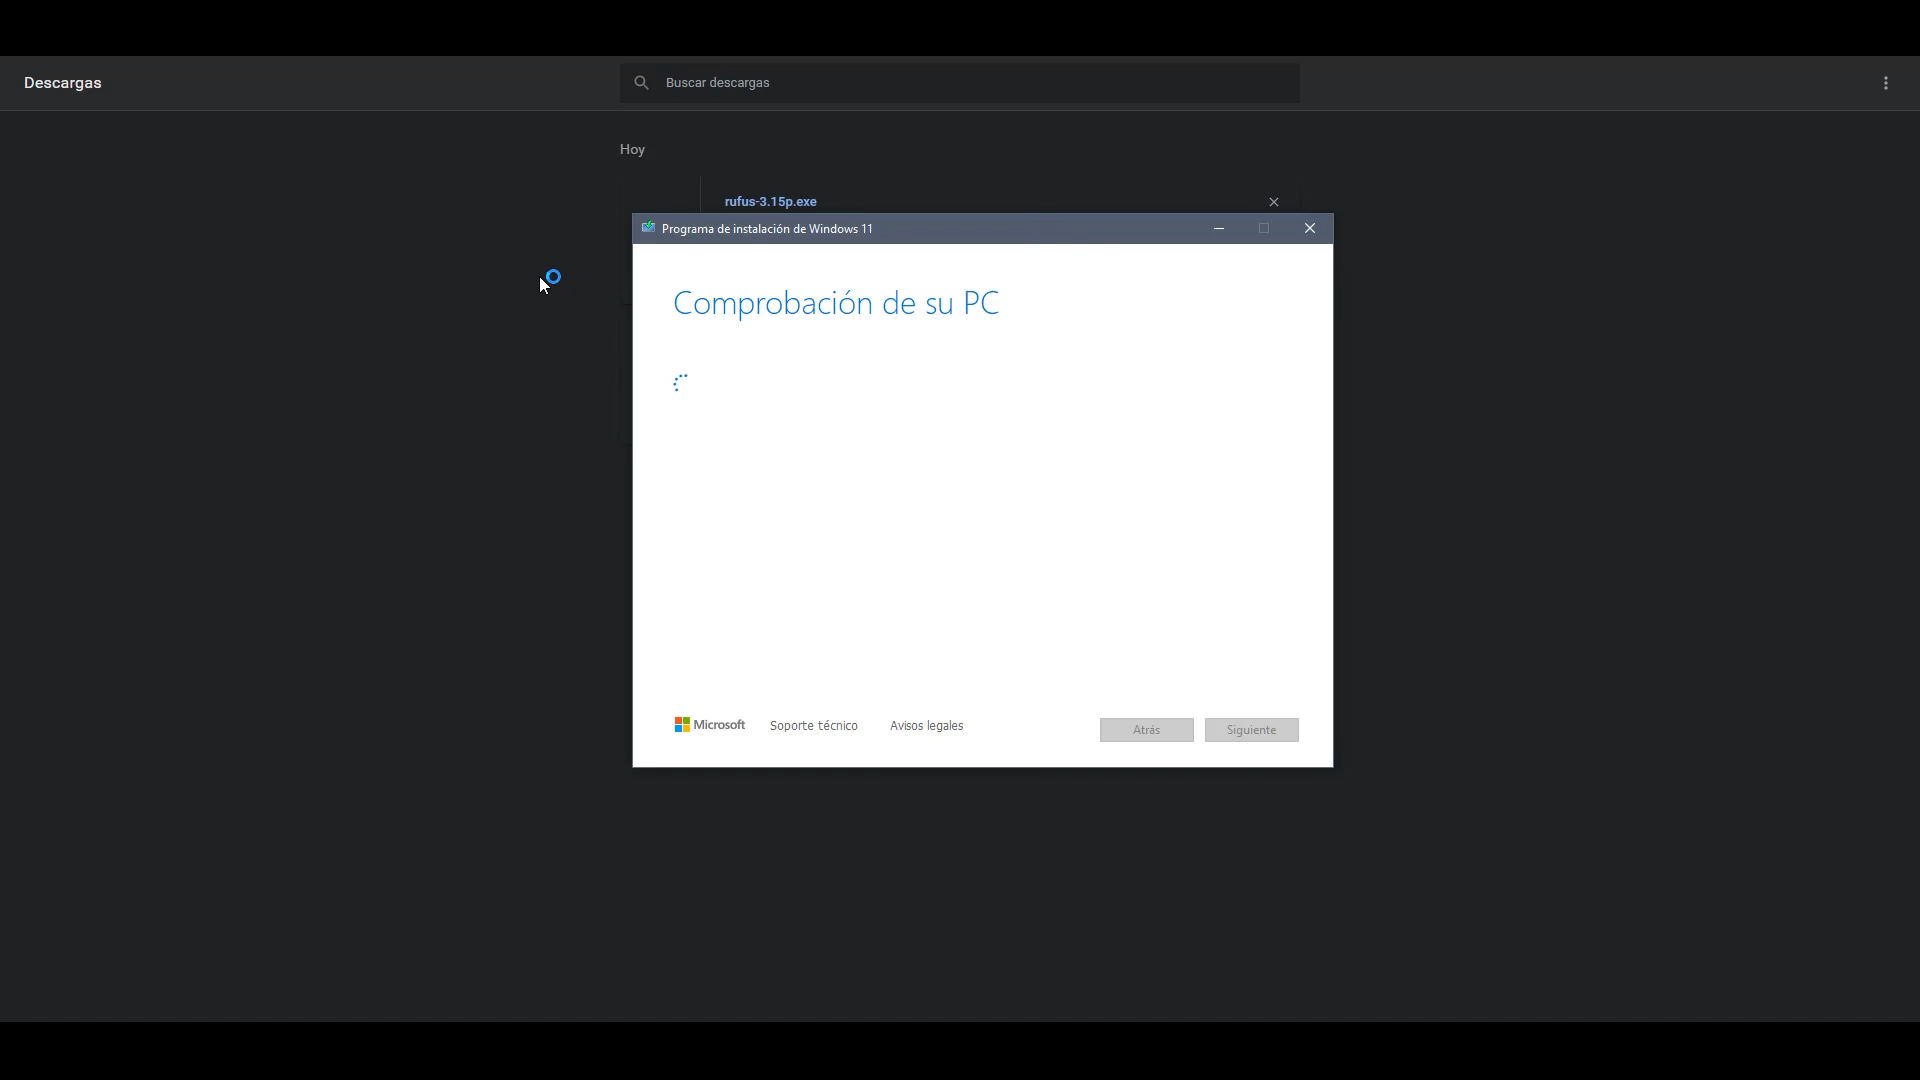 Descargas
Buscar descargas
Hoy
rufus-3.15p.exe
Programa de instalación de Windows 11
Comprobación de su PC
Microsoft
Soporte técnico
Avisos legales
Atrás
Siguiente